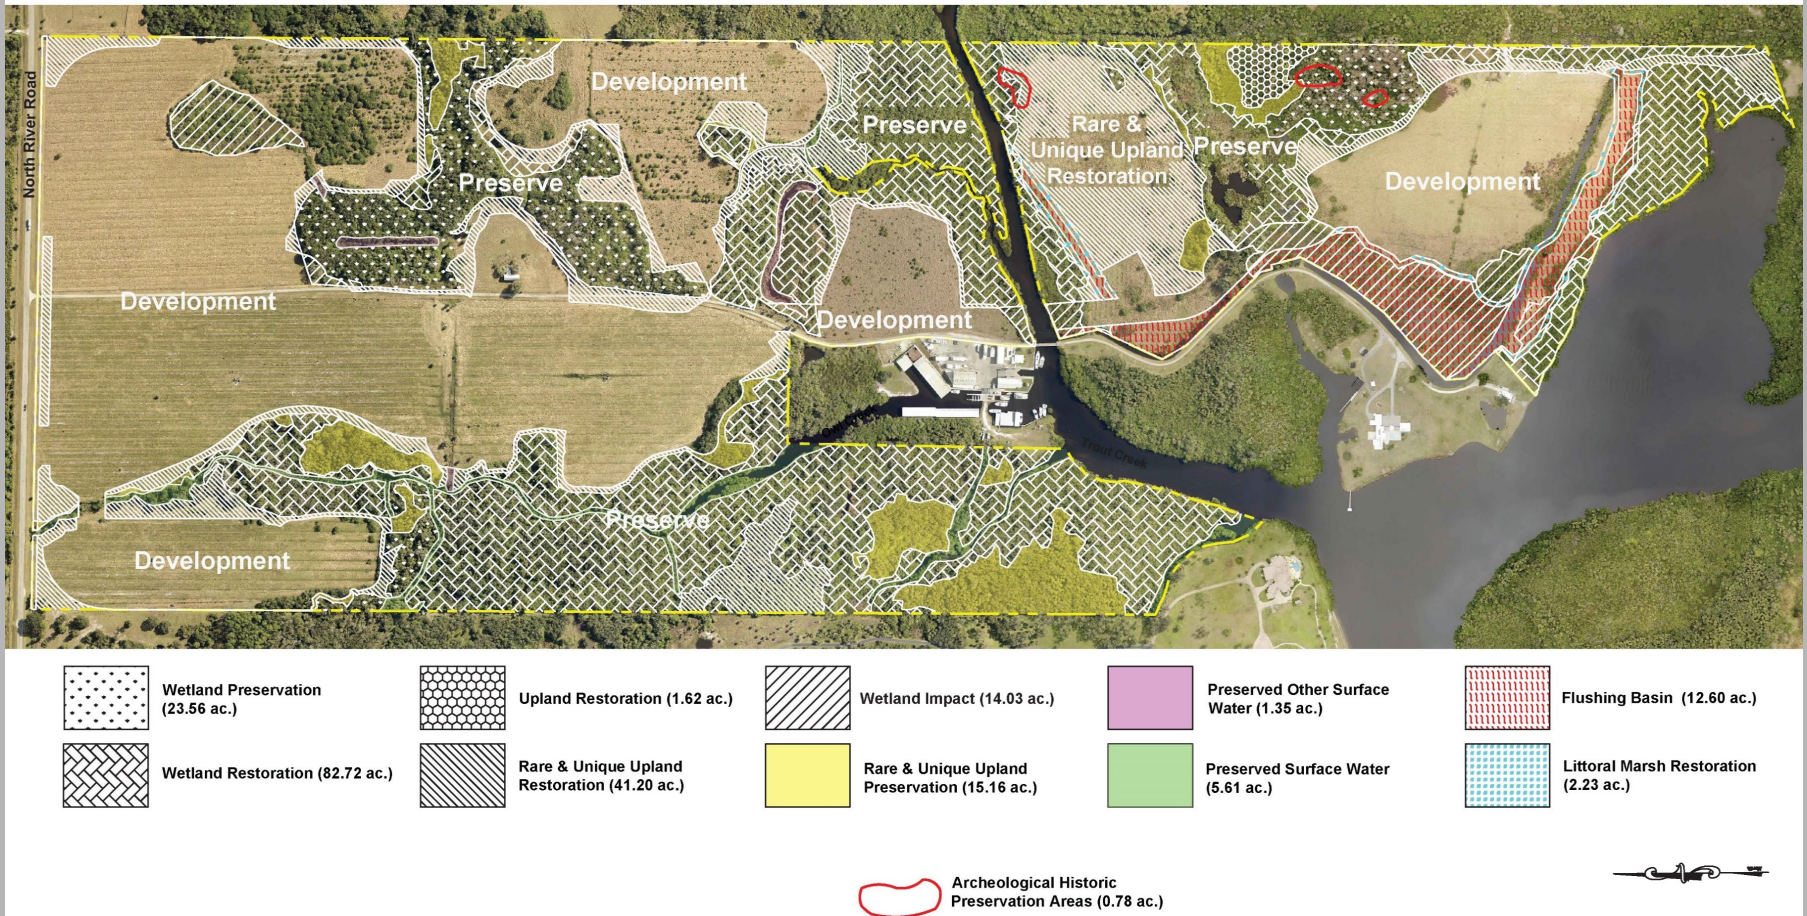 North River Road
Development
Preserve
Rare &
Unique Upland
Restoration
Preserve
Preserve
Development
Development
Development
Trout Creek
Preserve
Development
Wetland Preservation
(23.56 ac.)
Upland Restoration (1.62 ac.)
Wetland Impact (14.03 ac.)
Preserved Other Surface
Water (1.35 ac.)
Flushing Basin (12.60 ac.)
Wetland Restoration (82.72 ac.)
Rare & Unique Upland
Restoration (41.20 ac.)
Rare & Unique Upland
Preservation (15.16 ac.)
Preserved Surface Water
(5.61 ac.)
Littoral Marsh Restoration
(2.23 ac.)
Archeological Historic
Preservation Areas (0.78 ac.)